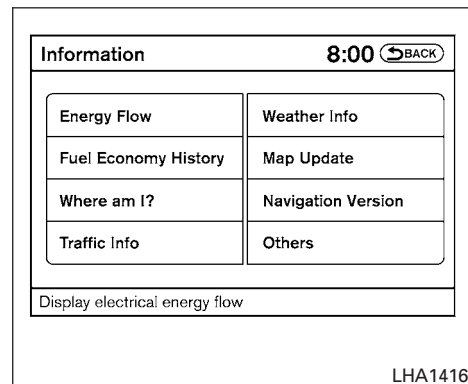 Information 8:00 BACK
Energy Flow
Fuel Economy History
Where am I?
Traffic Info
Weather Info
Map Update
Navigation Version
Others
Display electrical energy flow
LHA1416